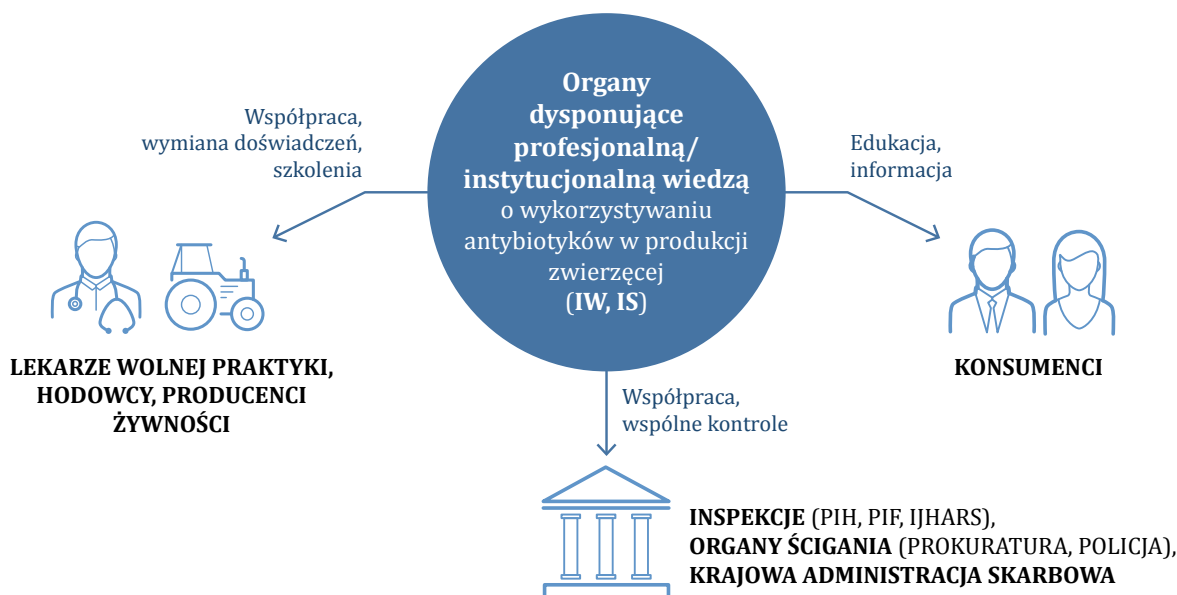 Organy
dysponujące
profesjonalną/
instytucjonalną wiedzą
o wykorzystywaniu
antybiotyków w produkcji
zwierzęcej
(IW, IS)
Współpraca,
wymiana doświadczeń,
szkolenia
LEKARZE WOLNEJ PRAKTYKI,
HODOWCY, PRODUCENCI
ŻYWNOŚCI
Edukacja,
informacja
KONSUMENCI
Współpraca,
wspólne kontrole
INSPEKCJE (PIH, PIF, IJHARS),
ORGANY ŚCIGANIA (PROKURATURA, POLICJA),
KRAJOWA ADMINISTRACJA SKARBOWA